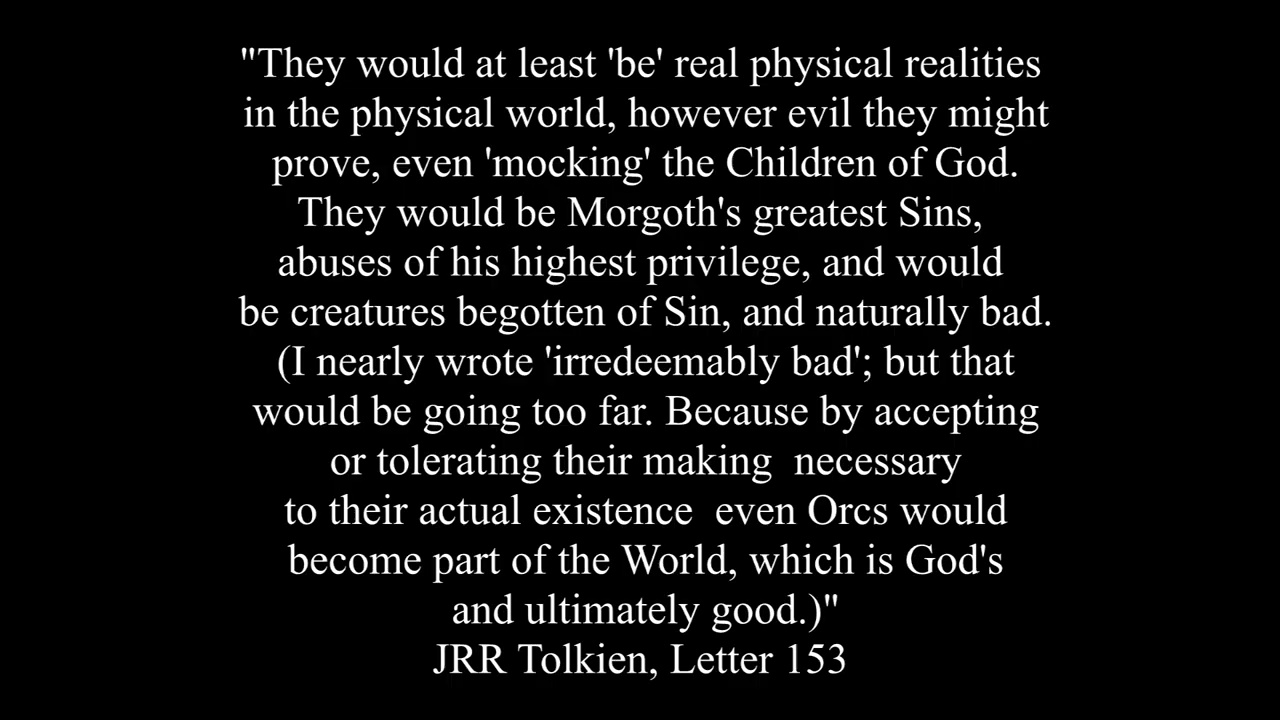 "They would at least 'be' real physical realities
in the physical world, however evil they might
prove, even 'mocking' the Children of God.
They would be Morgoth's greatest Sins,
abuses of his highest privilege, and would
be creatures begotten of Sin, and naturally bad.
(I nearly wrote 'irredeemably bad'; but that
would be going too far. Because by accepting
or tolerating their making  necessary
to their actual existence  even Orcs would
become part of the World, which is God's
and ultimately good.)"
JRR Tolkien, Letter 153